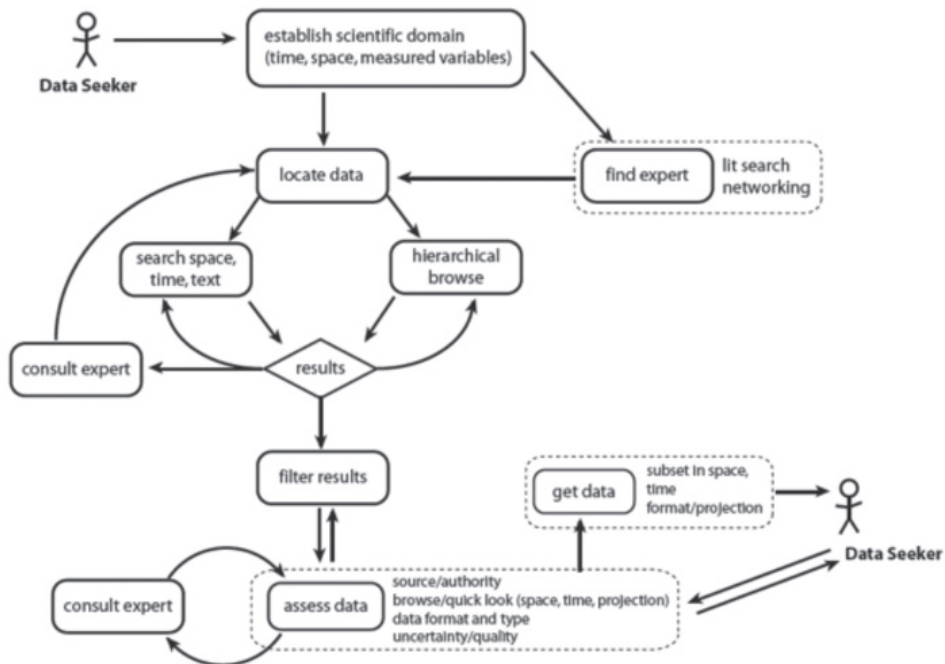 establish scientific domain
(time, space, measured variables)
Data Seeker
locate data
find expert
lit search
networking
search space,
time, text
hierarchical
browse
consult expert
results
filter results
get data
subset in space,
time
format/projection
Data Seeker
consult expert
assess data
source/authority
browse/quick look (space, time, projection)
data format and type
uncertainty/quality